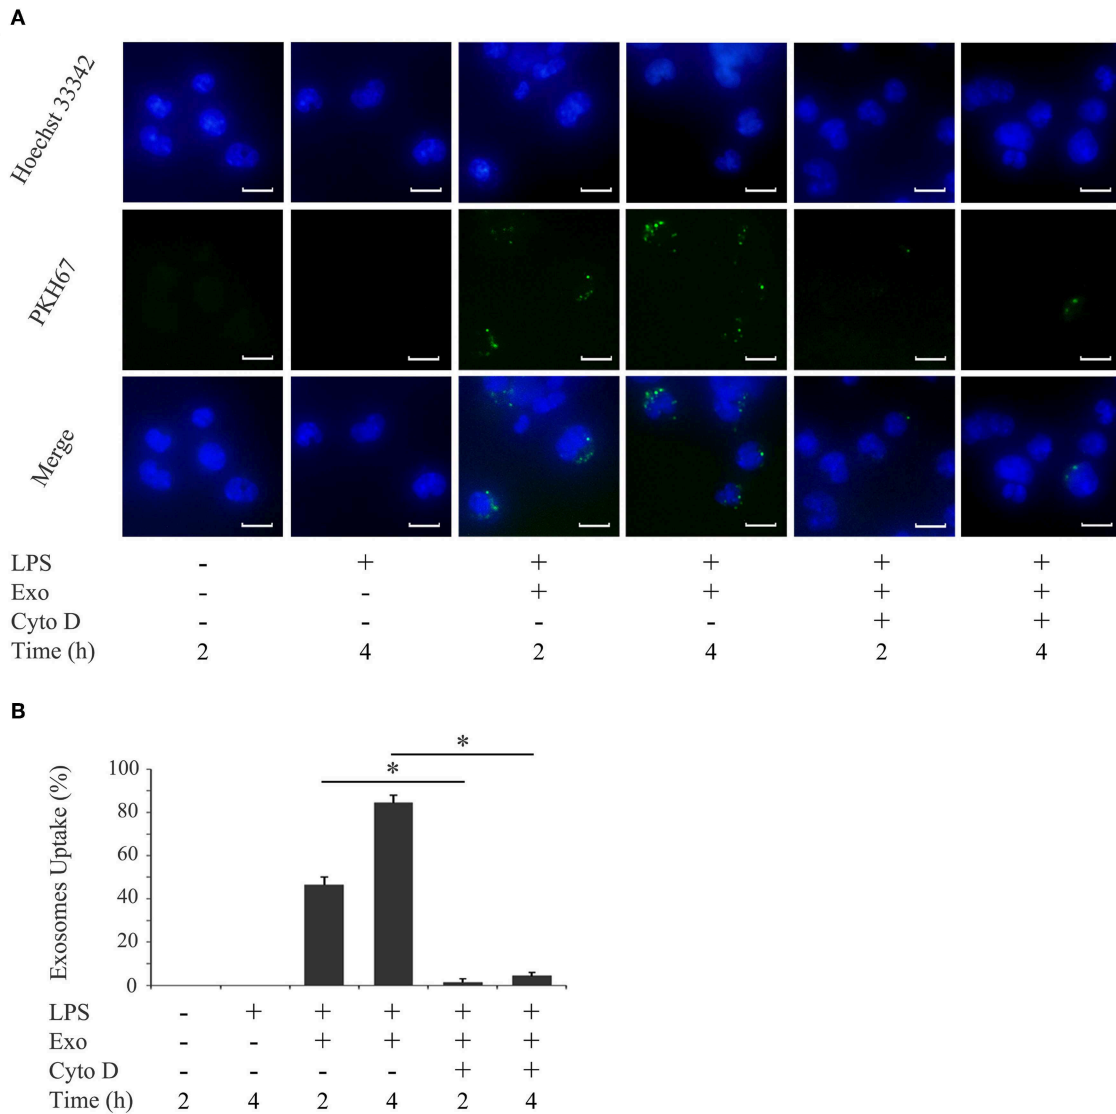 A
Hoechst 33342
PKH67
Merge
LPS - + + + + +
Exo - - + + + +
Cyto D - - - - + +
Time (h) 2 4 2 4 2 4
B
Exosomes Uptake (%)
100
80
60
40
20
0
*
*
LPS - + + + + +
Exo - - + + + +
Cyto D - - - - + +
Time (h) 2 4 2 4 2 4